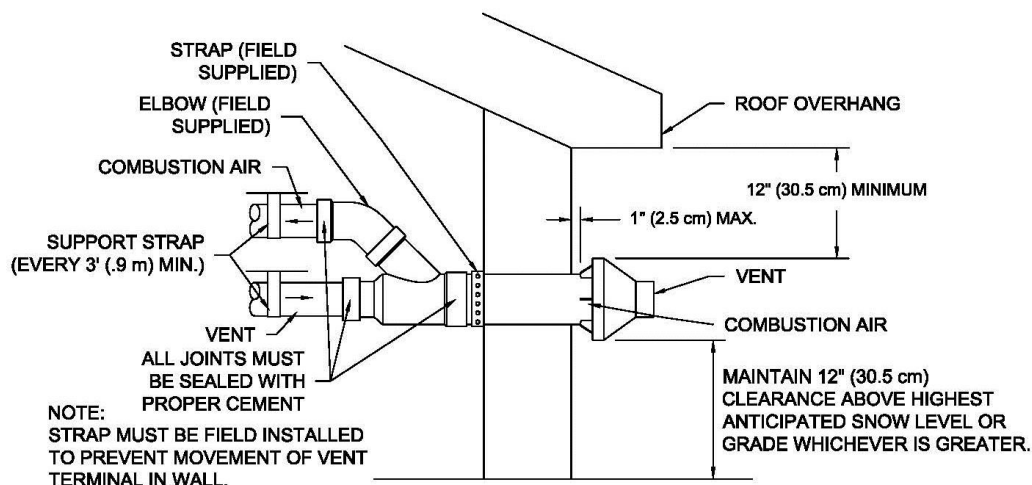 STRAP (FIELD
SUPPLIED)
ELBOW (FIELD
SUPPLIED)
COMBUSTION AIR
SUPPORT STRAP
(EVERY 3' (.9 m) MIN.)
VENT
ALL JOINTS MUST
BE SEALED WITH
PROPER CEMENT
NOTE:
STRAP MUST BE FIELD INSTALLED
TO PREVENT MOVEMENT OF VENT
TERMINAL IN WALL.
ROOF OVERHANG
12" (30.5 cm) MINIMUM
1" (2.5 cm) MAX.
VENT
COMBUSTION AIR
MAINTAIN 12" (30.5 cm)
CLEARANCE ABOVE HIGHEST
ANTICIPATED SNOW LEVEL OR
GRADE WHICHEVER IS GREATER.